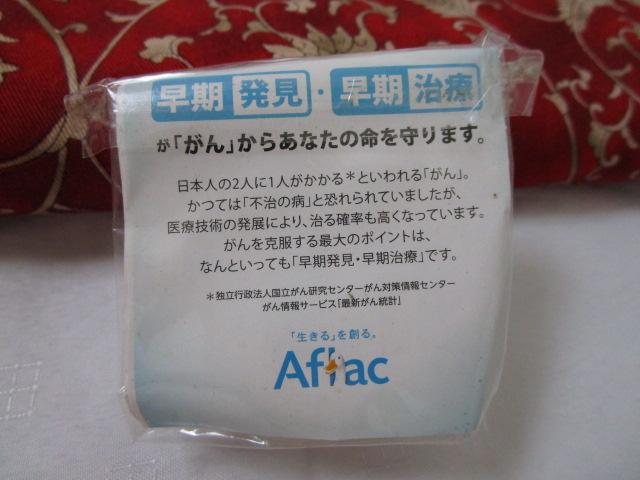 早期発見・早期治療
が「がん」からあなたの命を守ります。
日本人の2人に1人がかかる＊といわれる「がん」。
かつては「不治の病」と恐れられていましたが、
医療技術の発展により、治る確率も高くなっています。
がんを克服する最大のポイントは、
なんといっても「早期発見・早期治療」です。
＊独立行政法人国立がん研究センターがん対策情報センター
がん情報サービス「最新がん統計」
「生きる」を創る。
Aflac